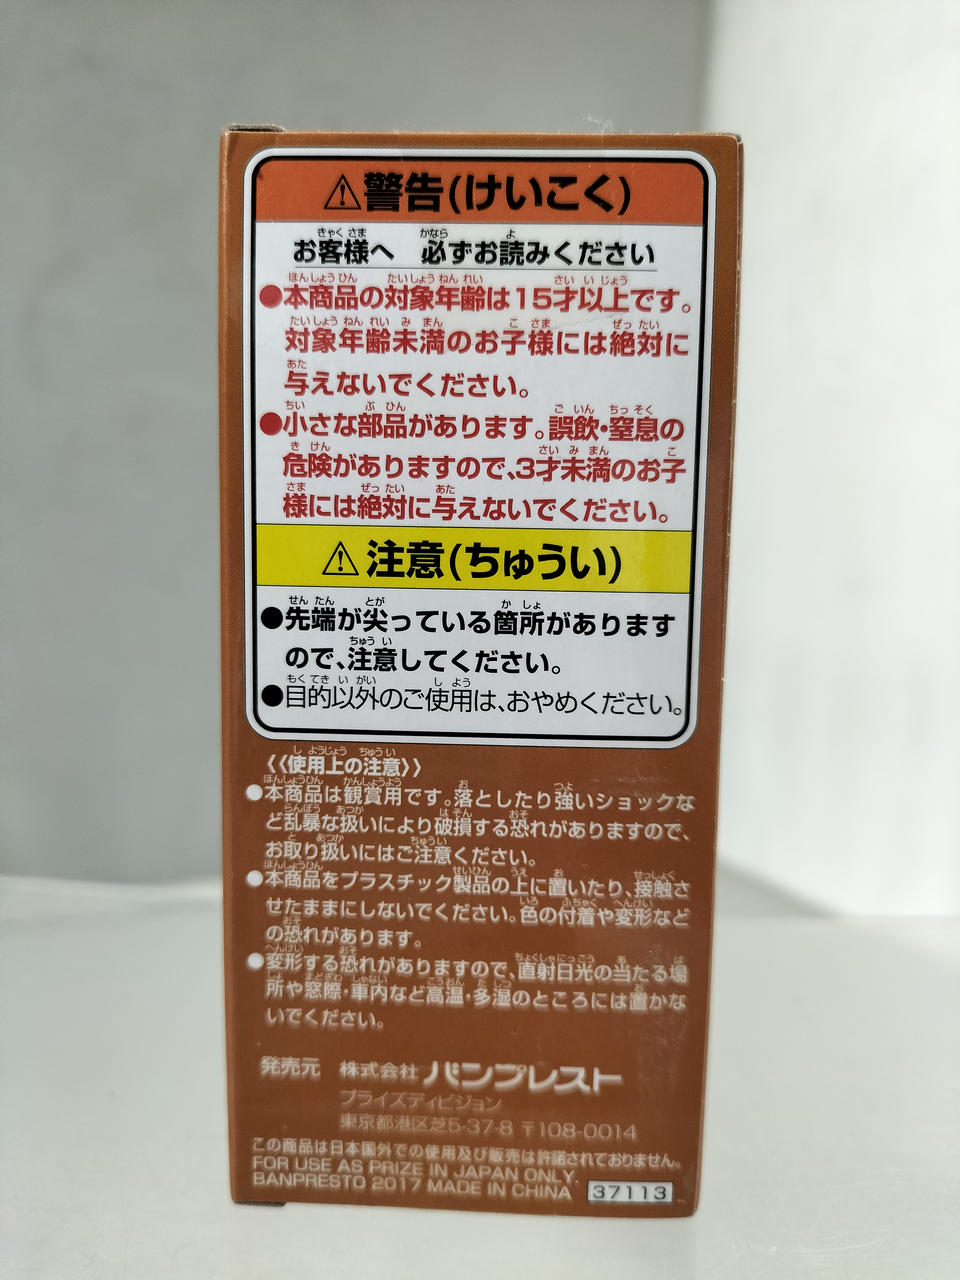 ⚠警告(けいこく)
お客様へ 必ずお読みください
●本商品の対象年齢は15才以上です。
対象年齢未満のお子様には絶対に
与えないでください。
●小さな部品があります。誤飲・窒息の
危険がありますので、3才未満のお子
様には絶対に与えないでください。
⚠注意(ちゅうい)
●先端が尖っている箇所があります
ので、注意してください。
●目的以外のご使用は、おやめください。
《使用上の注意》
●本商品は観賞用です。落としたり強いショックな
ど乱暴な扱いにより破損する恐れがありますので、
お取り扱いにはご注意ください。
●本商品をプラスチック製品の上に置いたり、接触さ
せたままにしないでください。色の付着や変形など
の恐れがあります。
●変形する恐れがありますので、直射日光の当たる場
所や窓際・車内など高温・多湿のところには置かな
いでください。
発売元 株式会社 バンプレスト
プライズディビジョン
東京都港区芝5-37-8 〒108-0014
この商品は日本国外での使用及び販売は許諾されておりません。
FOR USE AS PRIZE IN JAPAN ONLY.
BANPRESTO 2017 MADE IN CHINA 37113